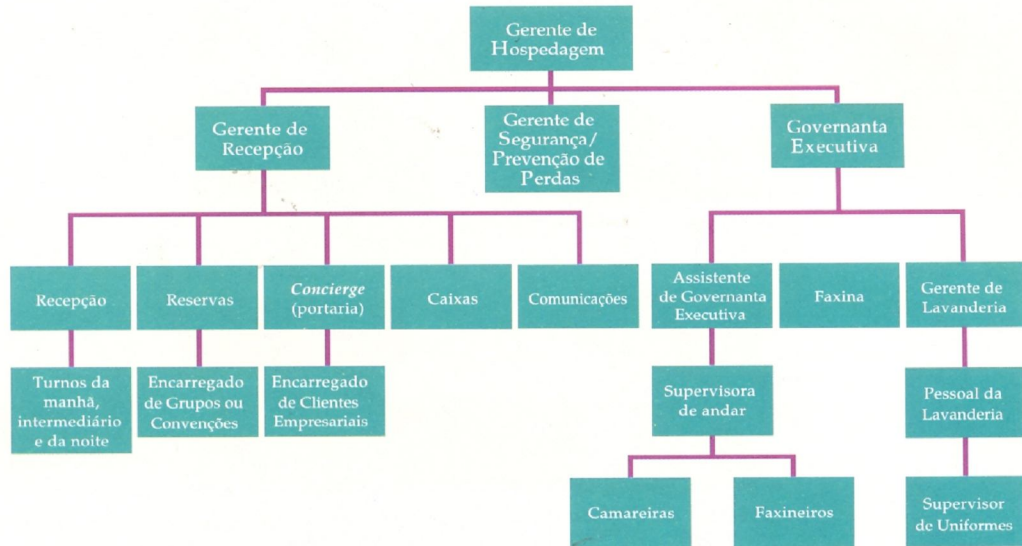 Gerente de
Hospedagem
Gerente de
Recepção
Gerente de
Segurança/
Prevenção de
Perdas
Governanta
Executiva
Recepção
Reservas
Concierge
(portaria)
Caixas
Comunicações
Assistente
de Governanta
Executiva
Faxina
Gerente de
Lavanderia
Turnos da
manhã,
intermediário
e da noite
Encarregado
de Grupos ou
Convenções
Encarregado
de Clientes
Empresariais
Supervisora
de andar
Pessoal da
Lavanderia
Camareiras
Faxineiros
Supervisor
de Uniformes